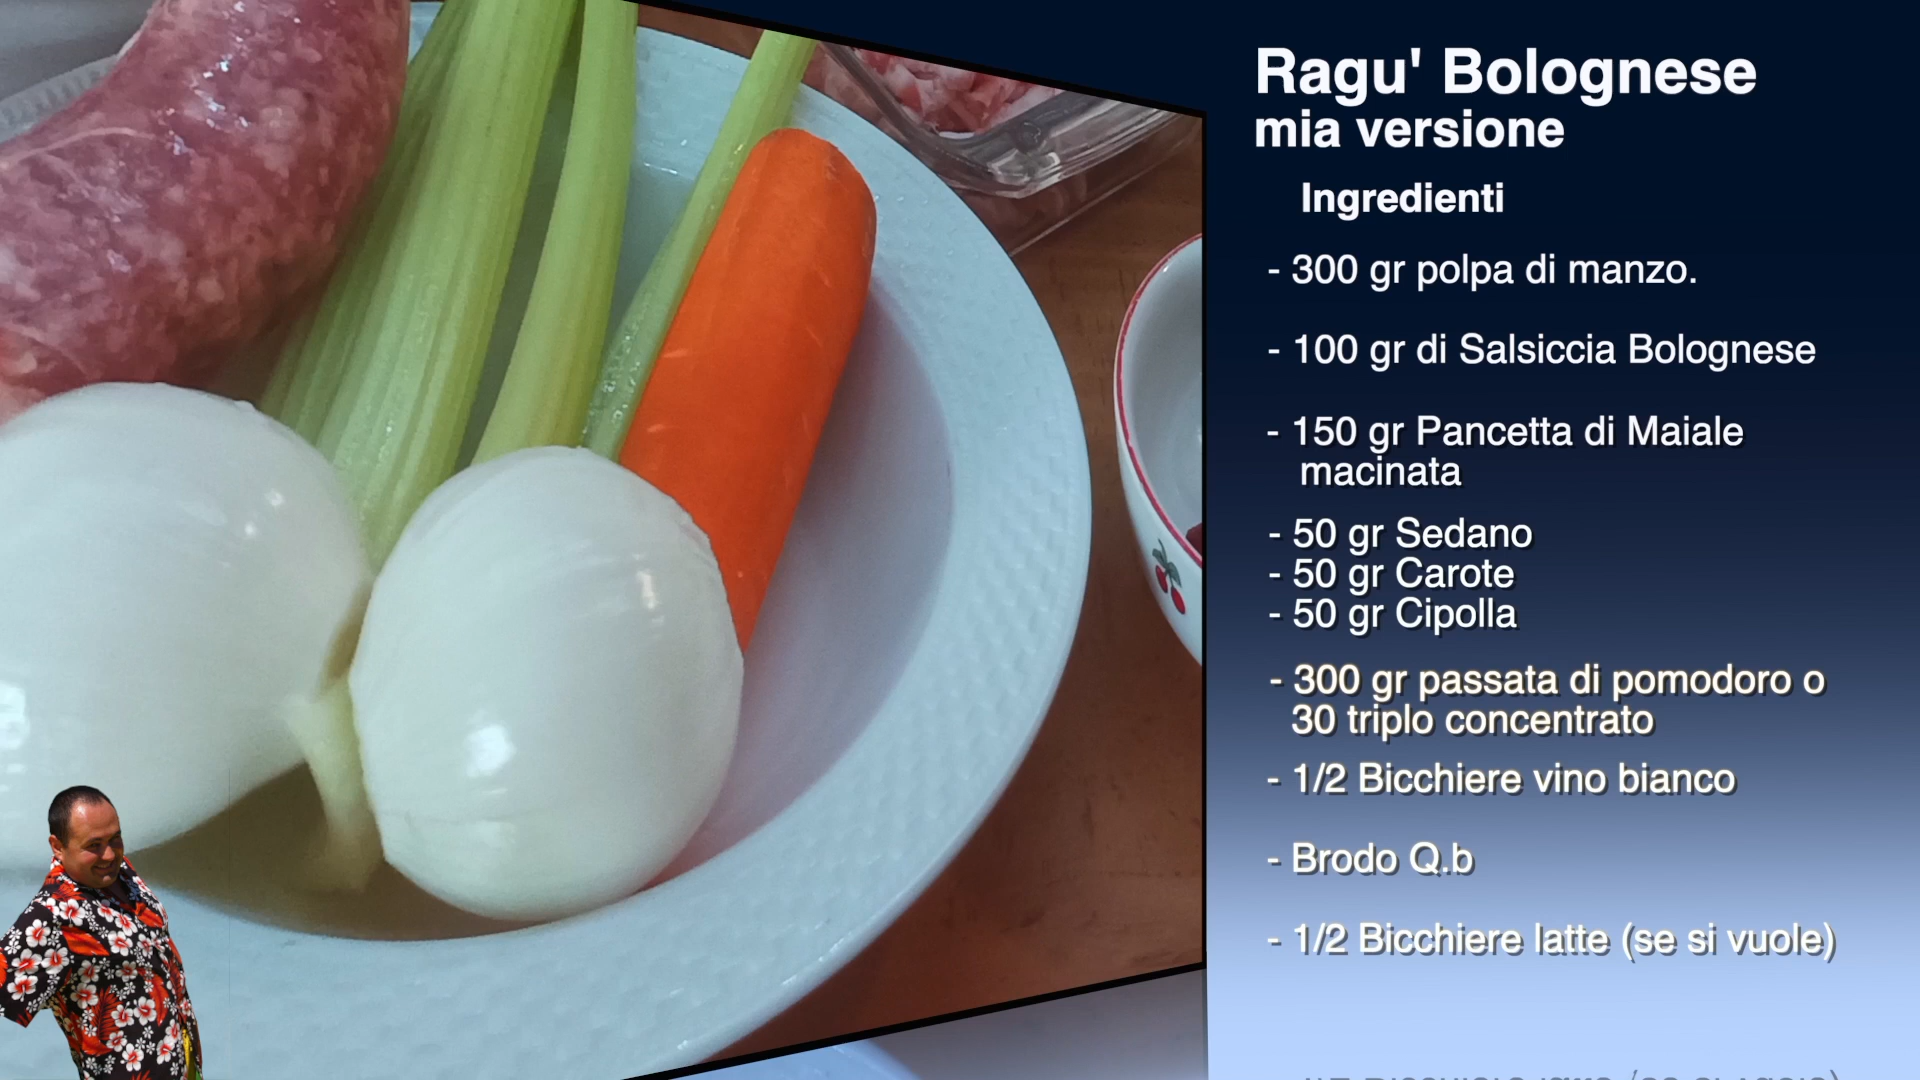 Ragu' Bolognese
mia versione
Ingredienti
- 300 gr polpa di manzo.
- 100 gr di Salsiccia Bolognese
- 150 gr Pancetta di Maiale
macinata
- 50 gr Sedano
- 50 gr Carote
- 50 gr Cipolla
- 300 gr passata di pomodoro o
30 triplo concentrato
- 1/2 Bicchiere vino bianco
- Brodo Q.b
- 1/2 Bicchiere latte (se si vuole)